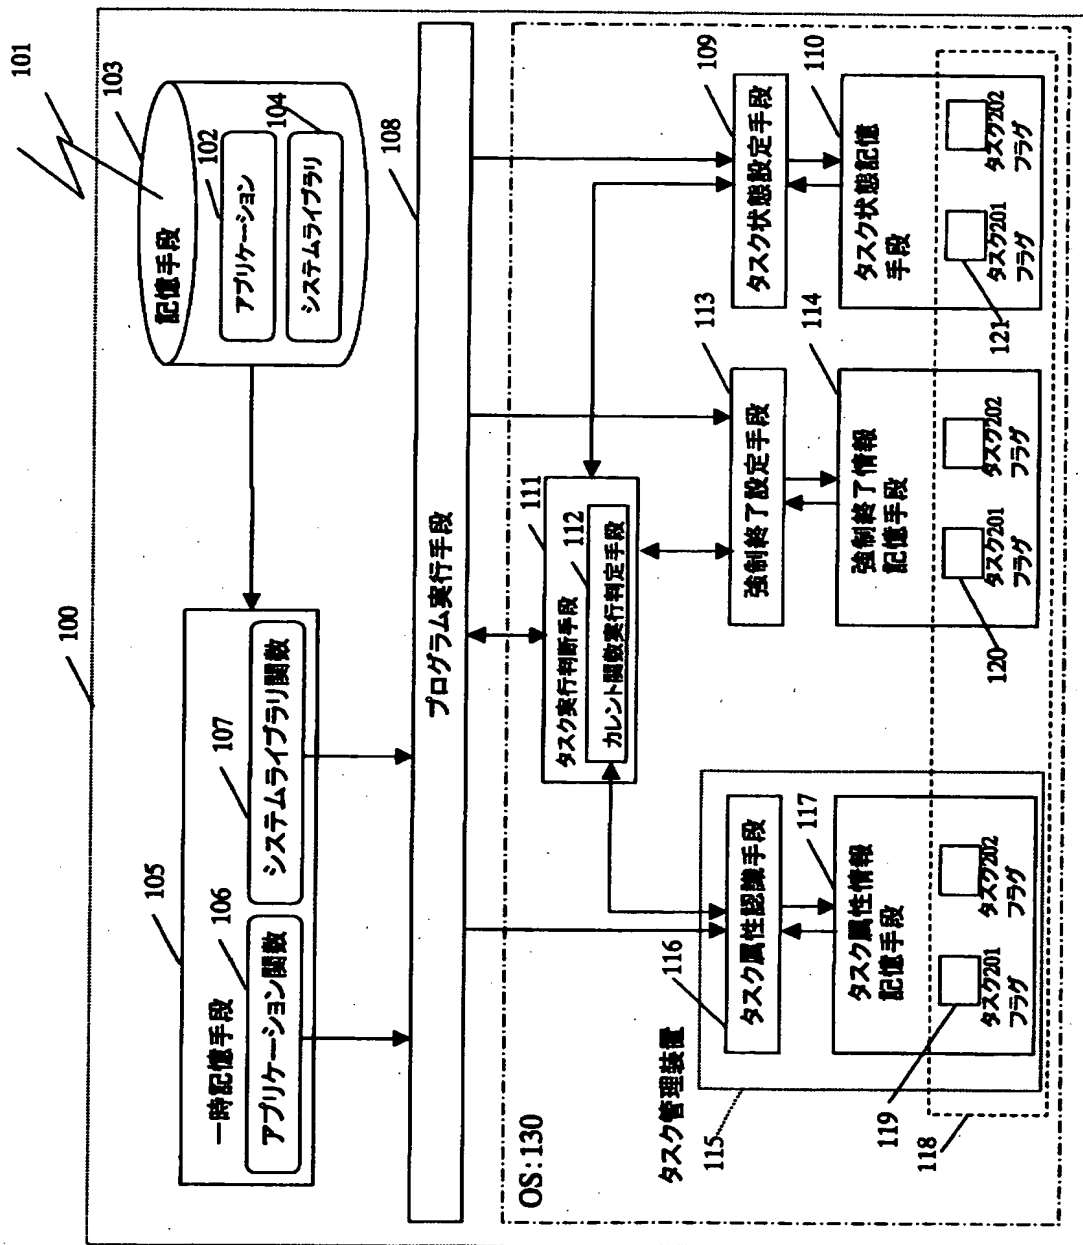 100
101
105
一時記憶手段
106
アプリケーション関数
107
システムライブラリ関数
103
記憶手段
102
アプリケーション
104
システムライブラリ
108
プログラム実行手段
OS:130
111
タスク実行判断手段
112
カレント関数実行判定手段
タスク管理装置
115
116
タスク属性認識手段
117
タスク属性情報
記憶手段
タスク201
フラグ
タスク202
フラグ
119
118
113
強制終了設定手段
114
強制終了情報
記憶手段
タスク201
フラグ
タスク202
フラグ
120
109
タスク状態設定手段
110
タスク状態記憶
手段
タスク201
フラグ
タスク202
フラグ
121